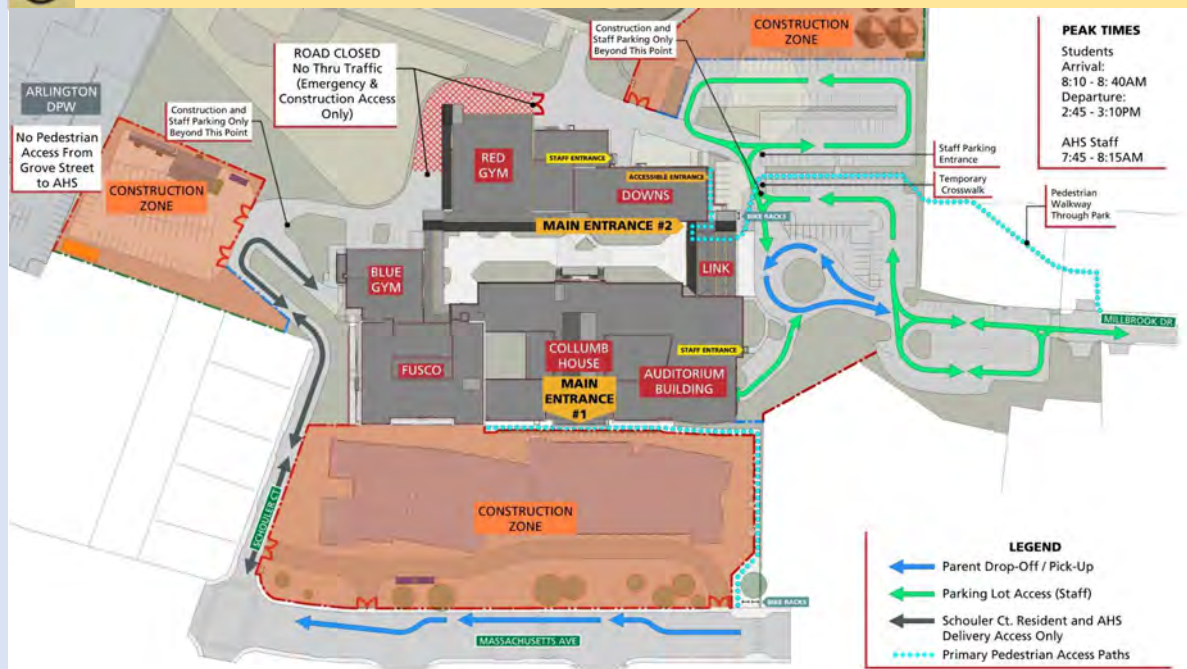 Construction and
Staff Parking Only
Beyond This Point
CONSTRUCTION
ZONE
PEAK TIMES
Students
Arrival:
8:10 - 8: 40AM
Departure:
2:45 - 3:10PM
AHS Staff
7:45 - 8:15AM
ROAD CLOSED
No Thru Traffic
(Emergency &
Construction Access
Only)
ARLINGTON
DPW
Construction and
Staff Parking Only
Beyond This Point
No Pedestrian
Access From
Grove Street
to AHS
CONSTRUCTION
ZONE
RED
GYM
STAFF ENTRANCE
ACCESSIBLE ENTRANCE
DOWNS
Staff Parking
Entrance
Temporary
Crosswalk
Pedestrian
Walkway
Through Park
BIKE RACKS
MAIN ENTRANCE #2
BLUE
GYM
LINK
MILLBROOK DR
COLLUMB
HOUSE
STAFF ENTRANCE
FUSCO
AUDITORIUM
BUILDING
MAIN
ENTRANCE
#1
CONSTRUCTION
ZONE
SCHOULER CT
BIKE RACKS
MASSACHUSETTS AVE
LEGEND
Parent Drop-Off / Pick-Up
Parking Lot Access (Staff)
Schouler Ct. Resident and AHS
Delivery Access Only
Primary Pedestrian Access Paths